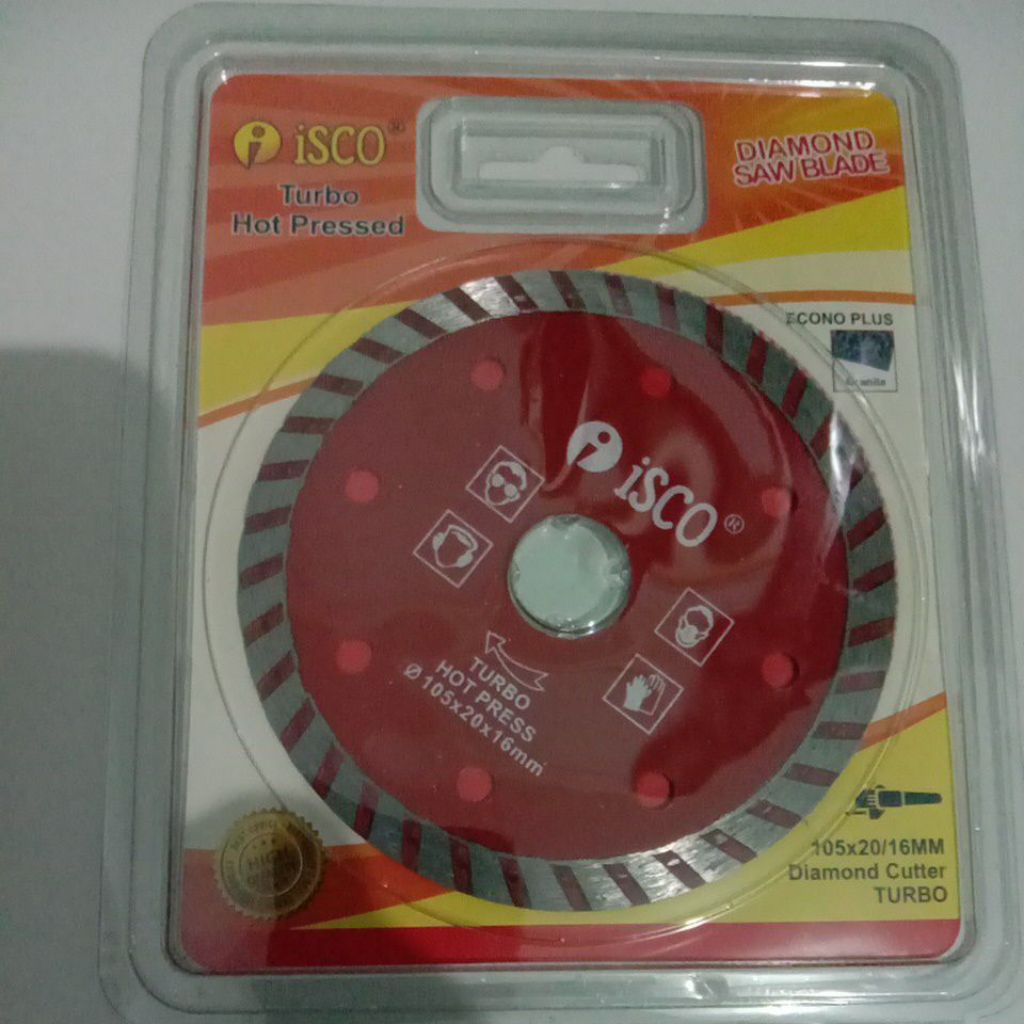 iSCO®
Turbo
Hot Pressed
DIAMOND
SAW BLADE
ECONO PLUS
iSCO®
TURBO
HOT PRESS
Ø105x20x16mm
HIGH
105x20/16MM
Diamond Cutter
TURBO